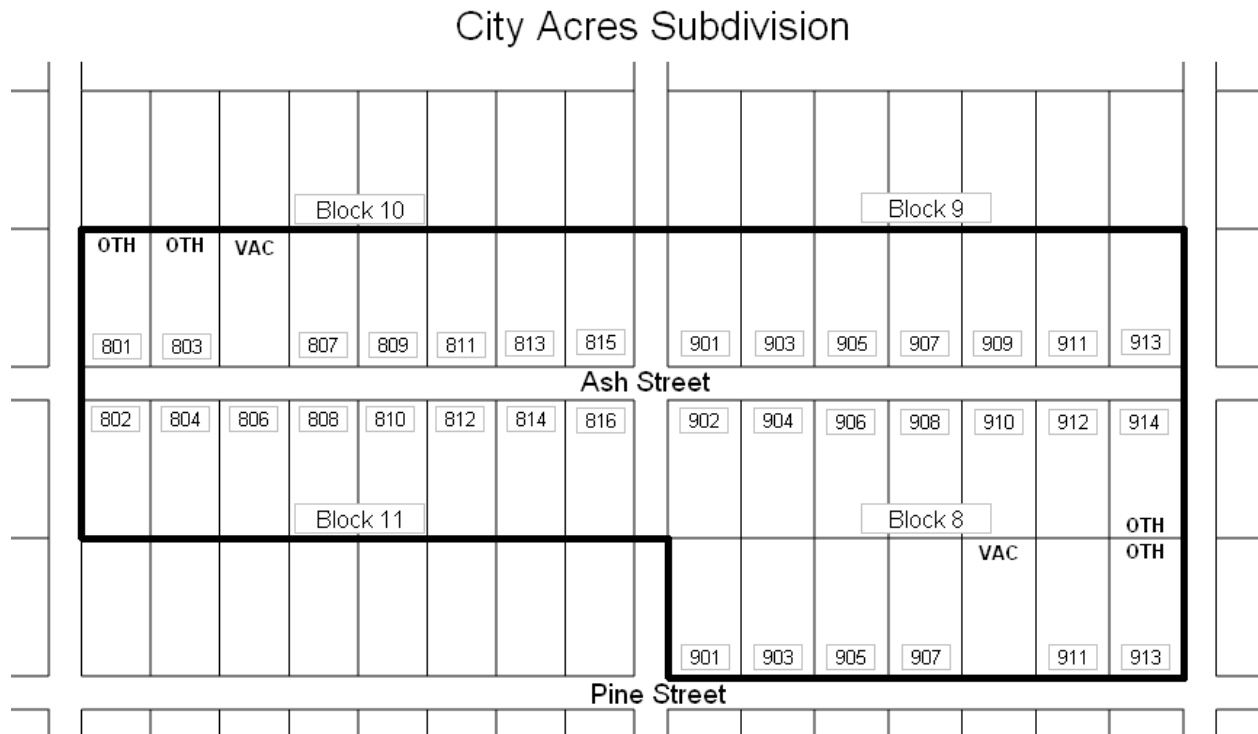 City Acres Subdivision
Block 10 Block 9
OTH OTH VAC
801 803 807 809 811 813 815 901 903 905 907 909 911 913
Ash Street
802 804 806 808 810 812 814 816 902 904 906 908 910 912 914
Block 11 Block 8
OTH
VAC OTH
901 903 905 907 911 913
Pine Street